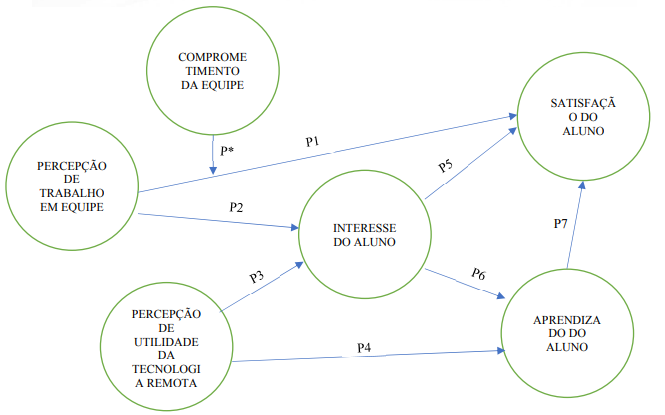 COMPROME
TIMENTO
DA EQUIPE
SATISFAÇÃ
O DO
ALUNO
P*
P1
P5
PERCEPÇÃO
DE
TRABALHO
EM EQUIPE
P2
INTERESSE
DO ALUNO
P7
P3
P6
PERCEPÇÃO
DE
UTILIDADE
DA
TECNOLOGI
A REMOTA
P4
APRENDIZA
DO DO
ALUNO